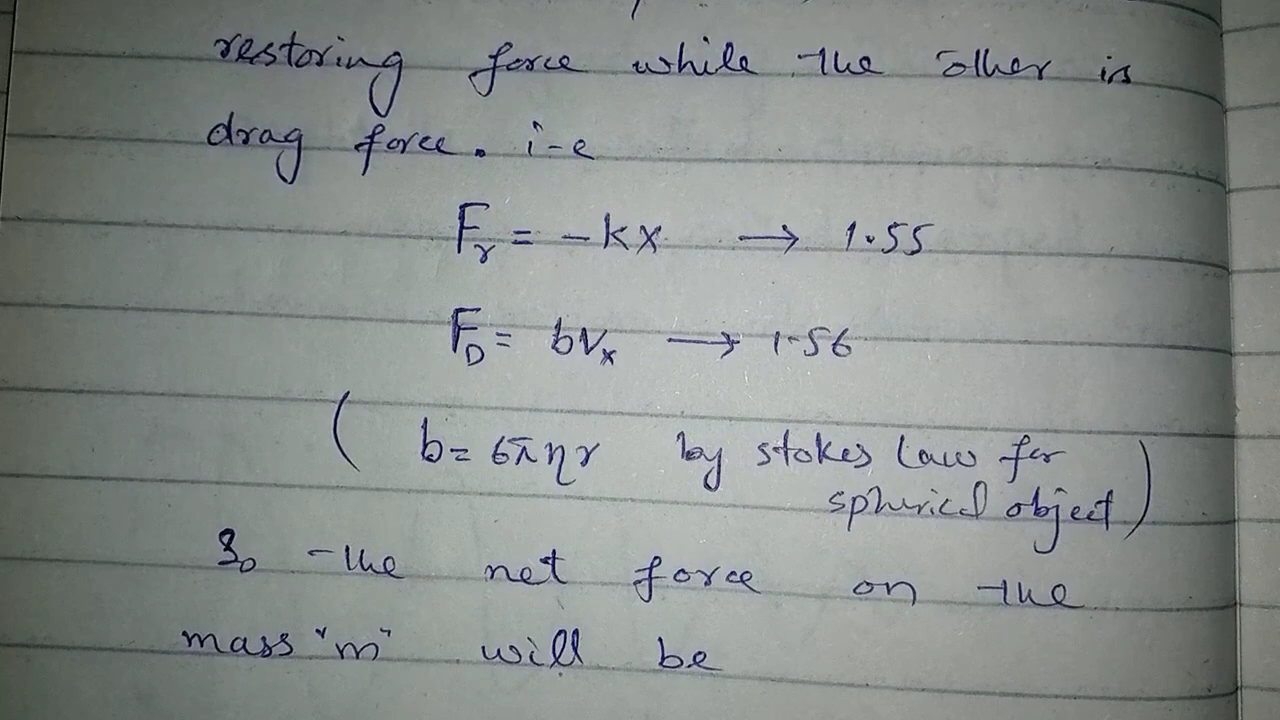 restoring force while the other is
drag force. i-e
Fr = -kx → 1.55
FD = bVx → 1.56
( b = 6πηr by stokes law for
spherical object )
So the net force on the
mass "m" will be